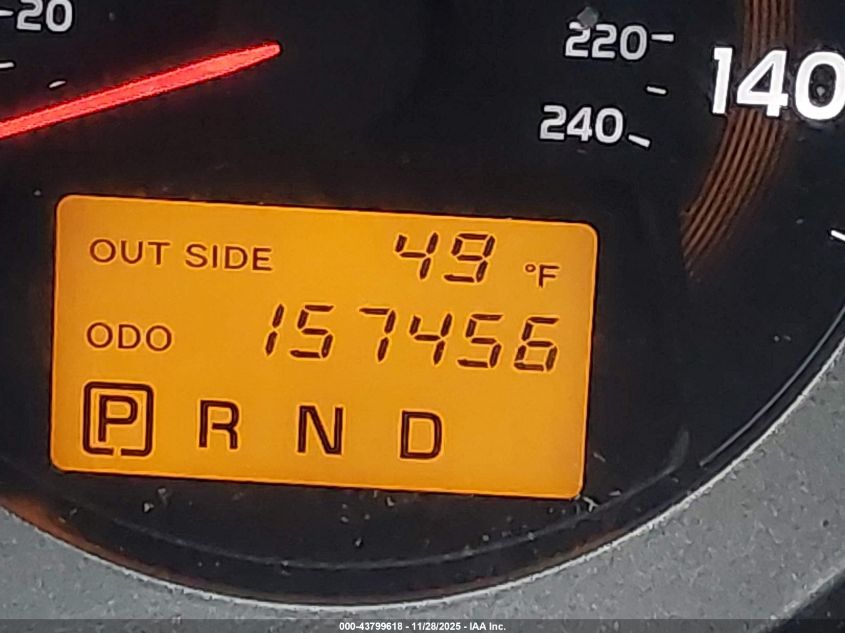 20
220
240
140
OUT SIDE 49 °F
ODO 157456
P R N D
000-43799618 - 11/28/2025 - IAA Inc.